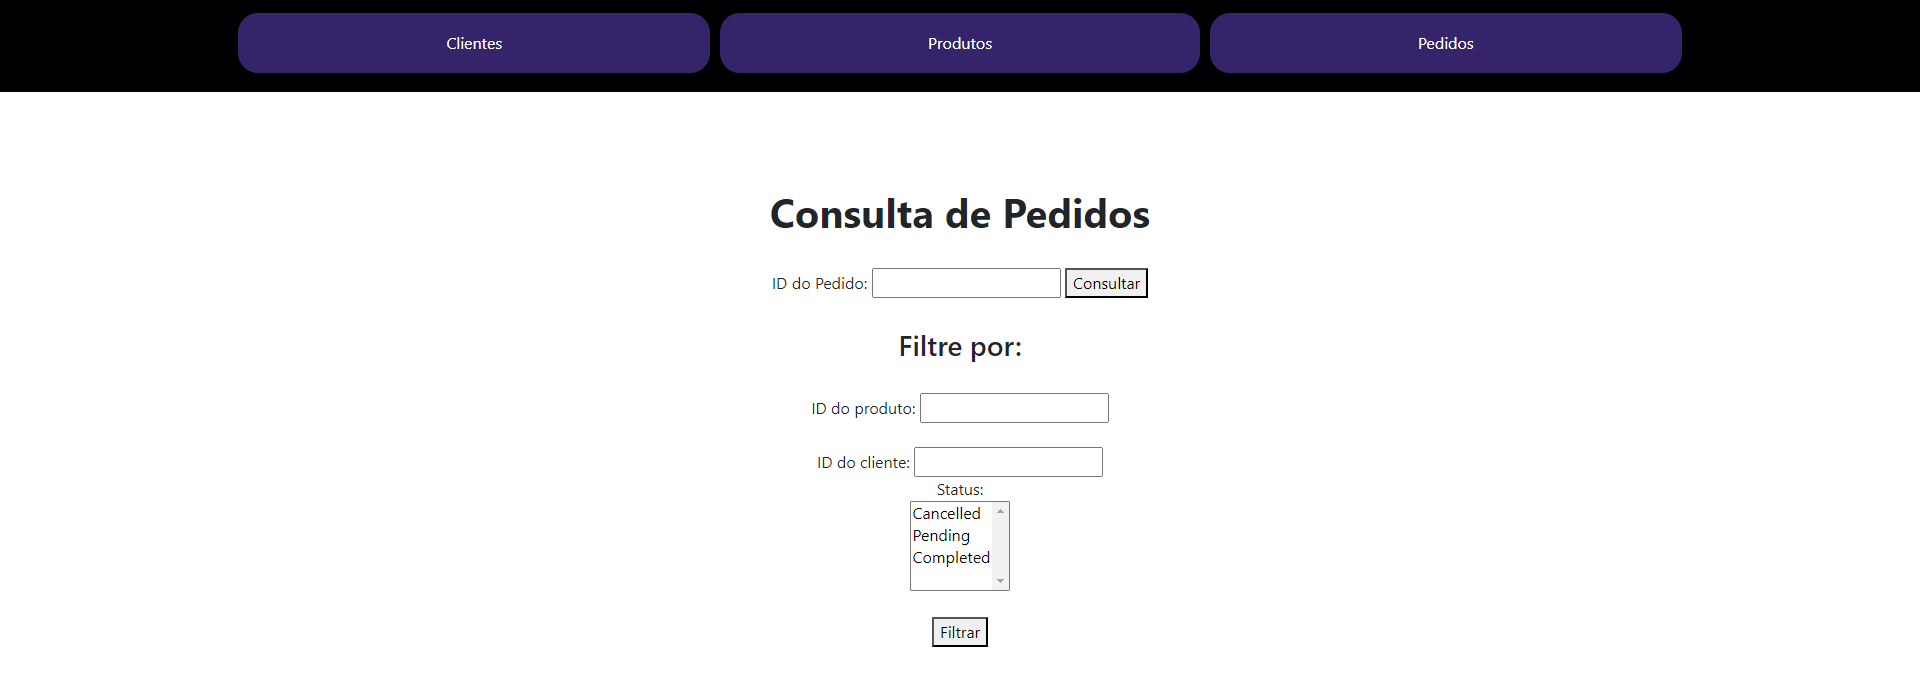 Clientes Produtos Pedidos
Consulta de Pedidos
ID do Pedido: Consultar
Filtre por:
ID do produto:
ID do cliente:
Status:
Cancelled
Pending
Completed
Filtrar